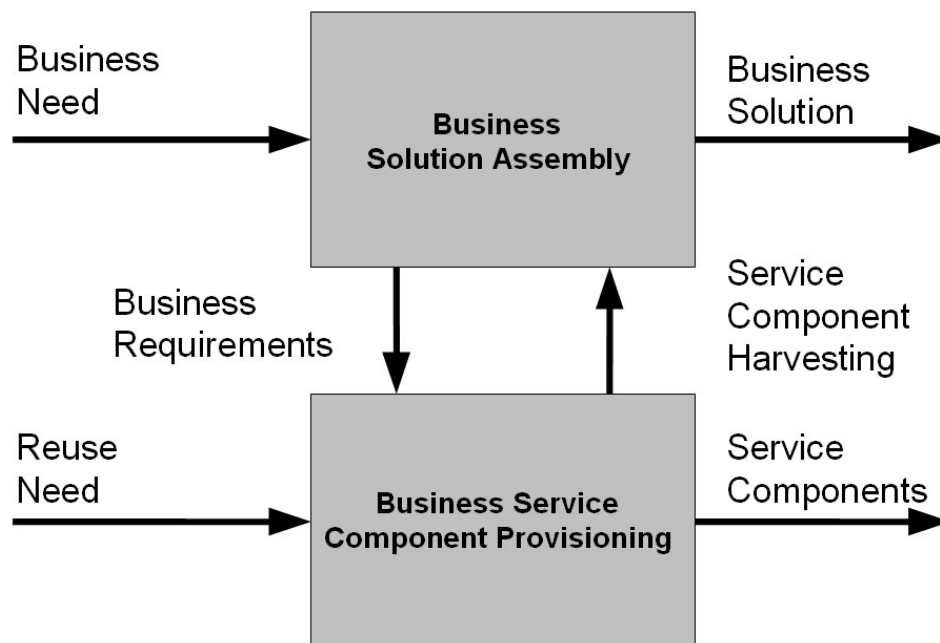 Business
Need
Business
Solution Assembly
Business
Solution
Business
Requirements
Service
Component
Harvesting
Reuse
Need
Business Service
Component Provisioning
Service
Components